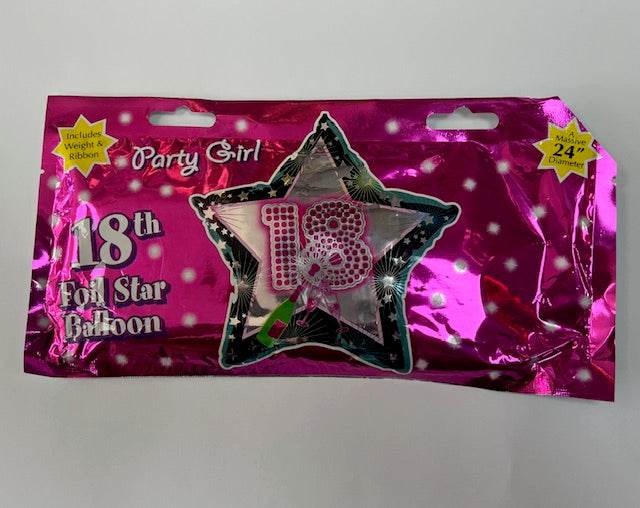 Includes
Weight &
Ribbon
Party Girl
A
Massive
24"
Diameter
18th
Foil Star
Balloon
18